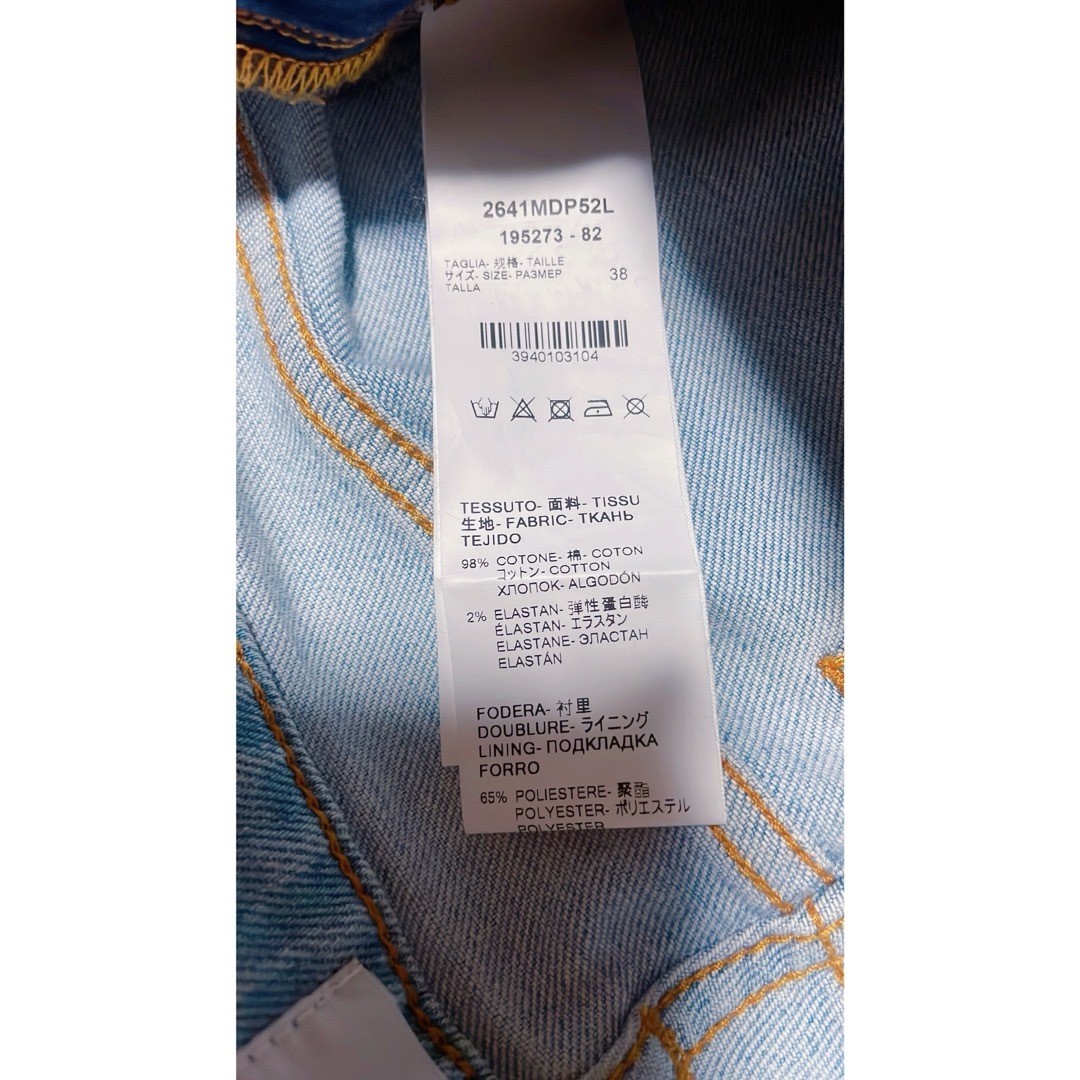 2641MDP52L
195273 - 82
TAGLIA- 规格- TAILLE
サイズ- SIZE- РАЗМЕР 38
TALLA
3940103104
TESSUTO- 面料- TISSU
生地- FABRIC- ТКАНЬ
TEJIDO
98% COTONE- 棉- COTON
コットン- COTTON
ХЛОПОК- ALGODÓN
2% ELASTAN- 弹性蛋白酶
ÉLASTAN- エラスタン
ELASTANE- ЭЛАСТАН
ELASTÁN
FODERA- 衬里
DOUBLURE- ライニング
LINING- ПОДКЛАДКА
FORRO
65% POLIESTERE- 聚酯
POLYESTER- ポリエステル
POLYESTER